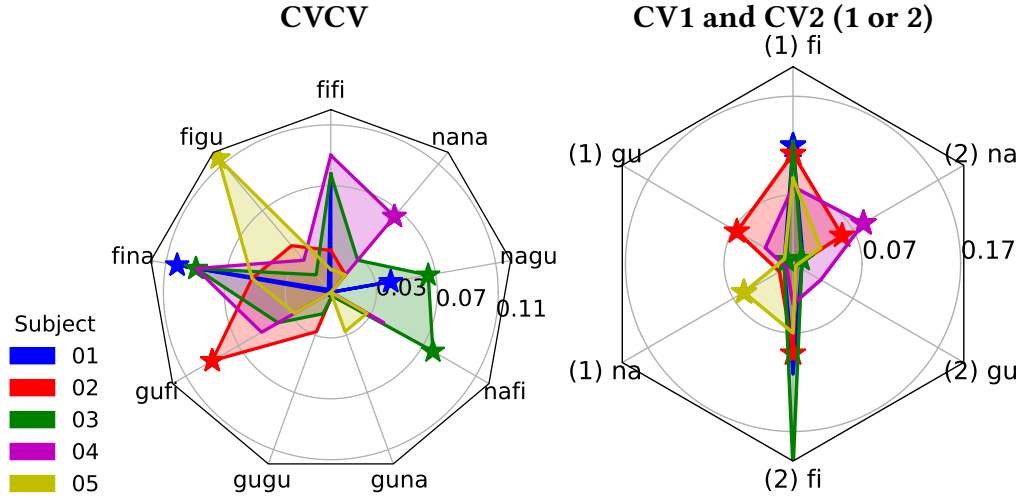 CVCV
CV1 and CV2 (1 or 2)
fifi
nana
nagu
nafi
guna
gugu
gufi
fina
figu
0.03
0.07
0.11
(1) fi
(2) na
(2) gu
(2) fi
(1) na
(1) gu
0.07
0.17
Subject
01
02
03
04
05